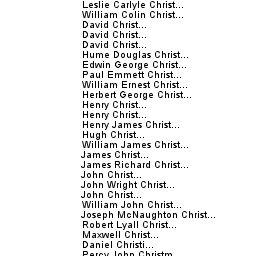 Leslie Carlyle Christ...
William Colin Christ...
David Christ...
David Christ...
David Christ...
Hume Douglas Christ...
Edwin George Christ...
Paul Emmett Christ...
William Ernest Christ...
Herbert George Christ...
Henry Christ...
Henry Christ...
Henry James Christ...
Hugh Christ...
William James Christ...
James Christ...
James Richard Christ...
John Christ...
John Wright Christ...
John Christ...
William John Christ...
Joseph McNaughton Christ...
Robert Lyall Christ...
Maxwell Christ...
Daniel Christi...
Percy John Christm